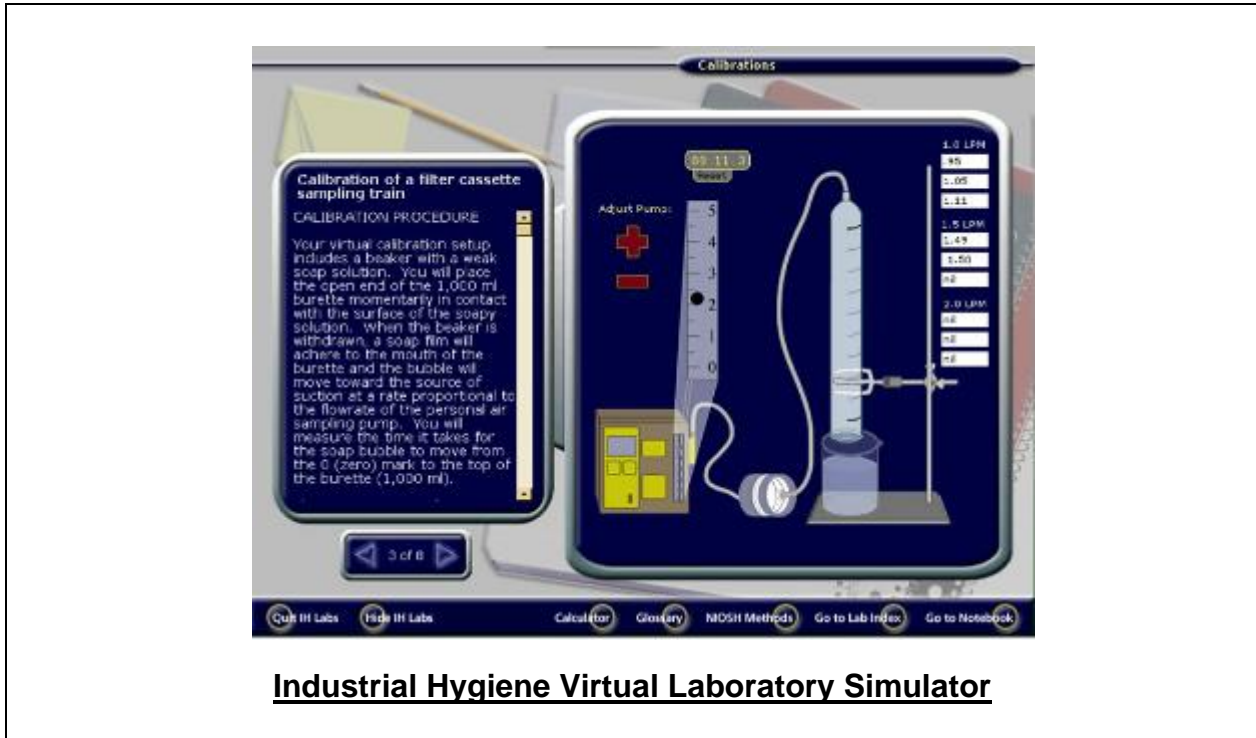 Calibrations
Calibration of a filter cassette
sampling train
CALIBRATION PROCEDURE
Your virtual calibration setup
includes a beaker with a weak
soap solution. You will place
the open end of the 1,000 ml
burette momentarily in contact
with the surface of the soapy
solution. When the beaker is
withdrawn, a soap film will
adhere to the mouth of the
burette and the bubble will
move toward the source of
suction at a rate proportional to
the flowrate of the personal air
sampling pump. You will
measure the time it takes for
the soap bubble to move from
the 0 (zero) mark to the top of
the burette (1,000 ml).
3 of 8
Reset
Adjust Pump:
5
4
3
2
1
0
1.0 LPM
.95
1.05
1.11
1.5 LPM
1.49
1.50
2.0 LPM
Quit IH Labs
Hide IH Labs
Calculator
Glossary
NIOSH Methods
Go to Lab Index
Go to Notebook
Industrial Hygiene Virtual Laboratory Simulator